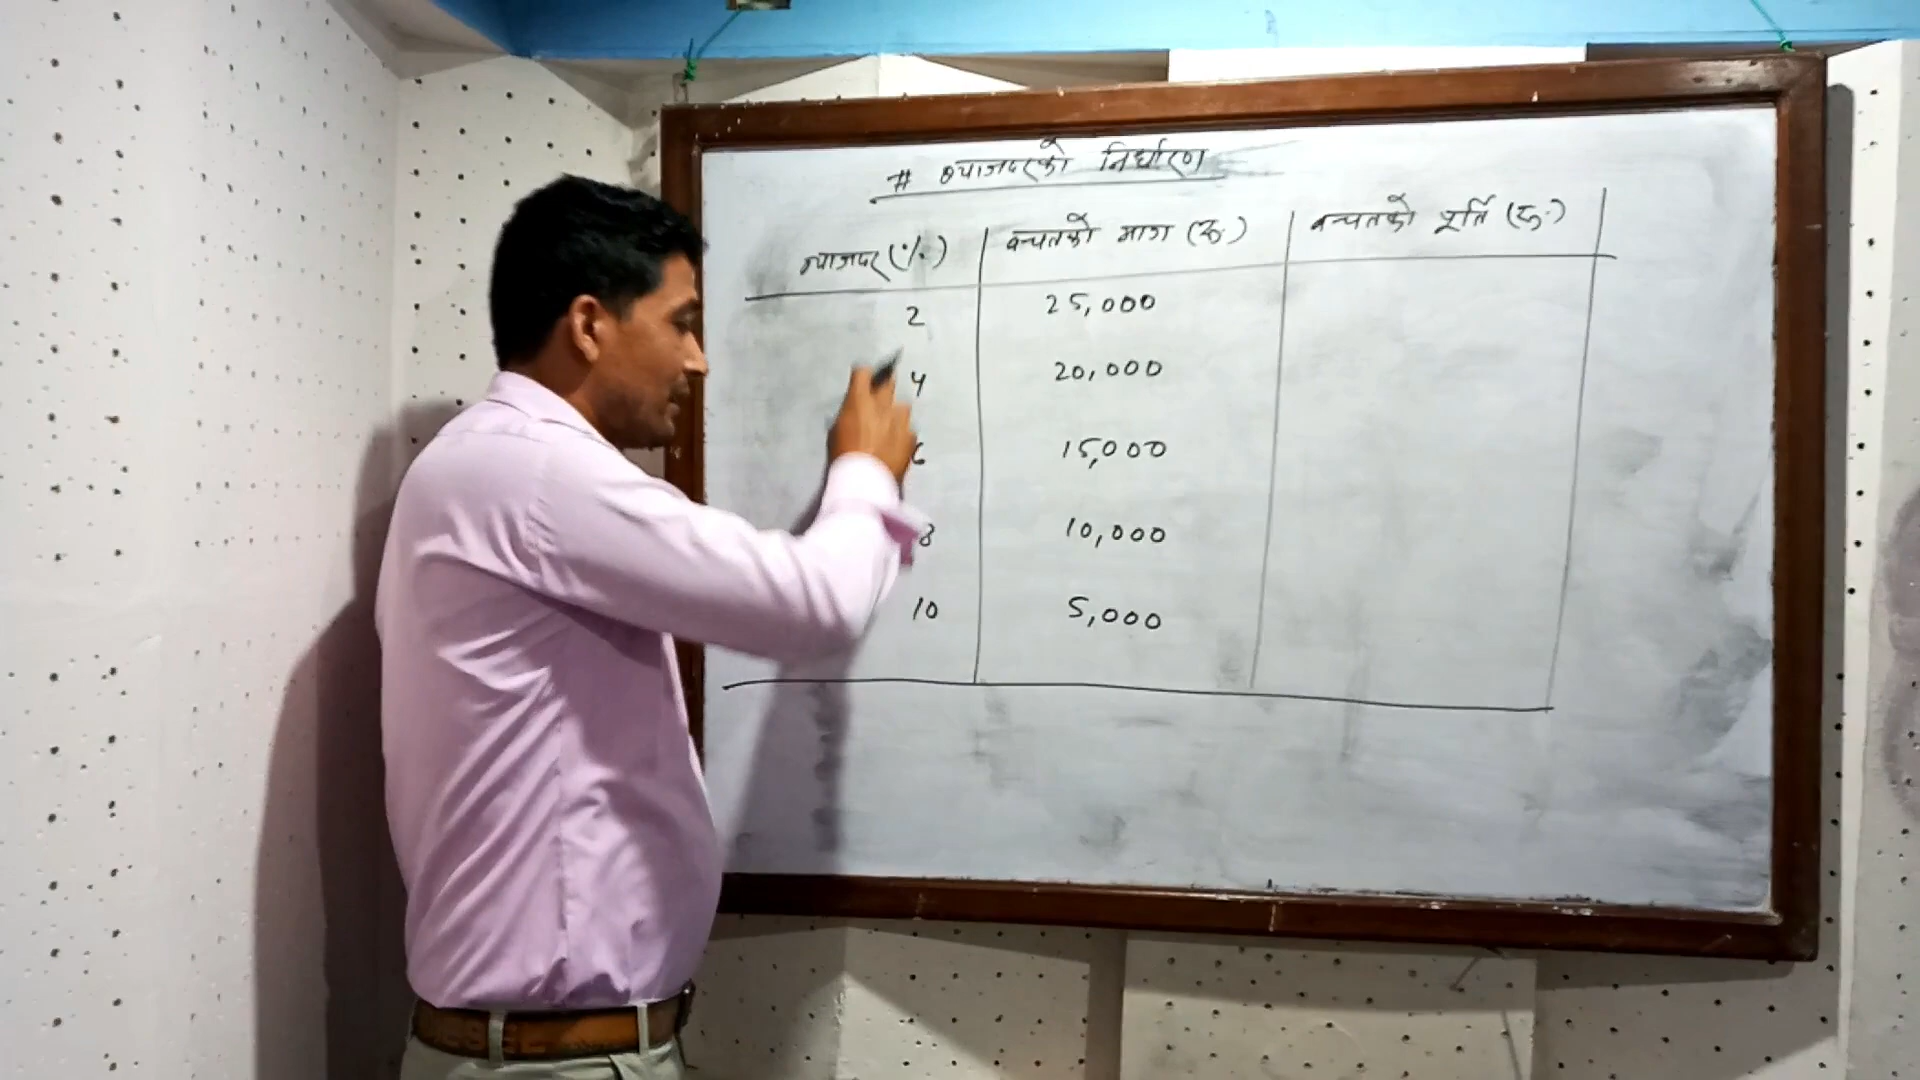 # ब्याजदरको निर्धारण
ब्याजदर (%) बचतको माग (रु.) बचतको पूर्ति (रु.)
2 25,000
4 20,000
6 15,000
8 10,000
10 5,000